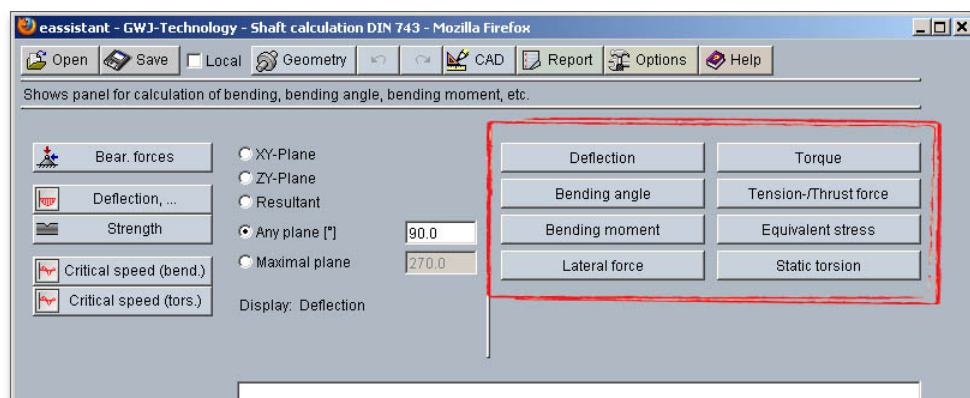 eassistant - GWJ-Technology - Shaft calculation DIN 743 - Mozilla Firefox
Open Save Local Geometry CAD Report Options Help
Shows panel for calculation of bending, bending angle, bending moment, etc.
Bear. forces
Deflection, ...
Strength
Critical speed (bend.)
Critical speed (tors.)
XY-Plane
ZY-Plane
Resultant
Any plane [°] 90.0
Maximal plane 270.0
Display: Deflection
Deflection Torque
Bending angle Tension-/Thrust force
Bending moment Equivalent stress
Lateral force Static torsion